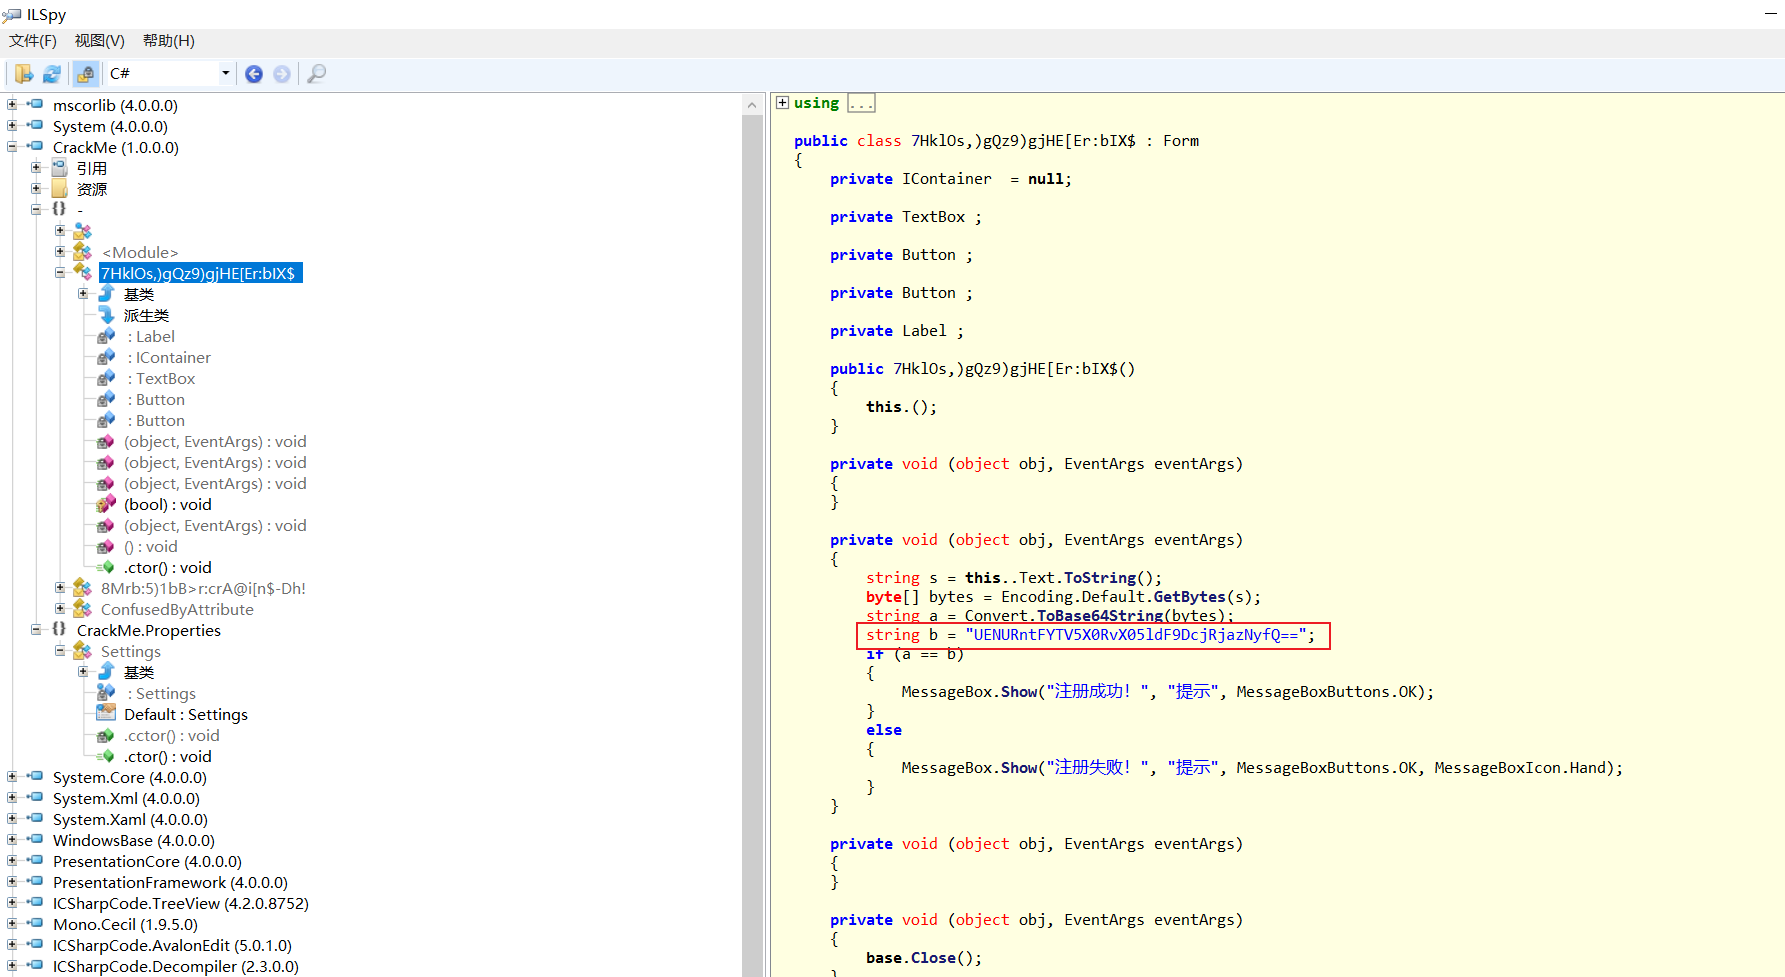 ILSpy
文件(F) 视图(V) 帮助(H)
C#
mscorlib (4.0.0.0)
System (4.0.0.0)
CrackMe (1.0.0.0)
引用
资源
{} -
<Module>
7HklOs,)gQz9)gjHE[Er:bIX$
基类
派生类
: Label
: IContainer
: TextBox
: Button
: Button
(object, EventArgs) : void
(object, EventArgs) : void
(object, EventArgs) : void
(bool) : void
(object, EventArgs) : void
() : void
.ctor() : void
8Mrb:5)1bB>r:crA@i[n$-Dh!
ConfusedByAttribute
{} CrackMe.Properties
Settings
基类
: Settings
Default : Settings
.cctor() : void
.ctor() : void
System.Core (4.0.0.0)
System.Xml (4.0.0.0)
System.Xaml (4.0.0.0)
WindowsBase (4.0.0.0)
PresentationCore (4.0.0.0)
PresentationFramework (4.0.0.0)
ICSharpCode.TreeView (4.2.0.8752)
Mono.Cecil (1.9.5.0)
ICSharpCode.AvalonEdit (5.0.1.0)
ICSharpCode.Decompiler (2.3.0.0)
using ...
public class 7HklOs,)gQz9)gjHE[Er:bIX$ : Form
{
private IContainer  = null;
private TextBox ;
private Button ;
private Button ;
private Label ;
public 7HklOs,)gQz9)gjHE[Er:bIX$()
{
this.();
}
private void (object obj, EventArgs eventArgs)
{
}
private void (object obj, EventArgs eventArgs)
{
string s = this..Text.ToString();
byte[] bytes = Encoding.Default.GetBytes(s);
string a = Convert.ToBase64String(bytes);
string b = "UENURntFYTV5X0RvX05ldF9DcjRjazNyfQ==";
if (a == b)
{
MessageBox.Show("注册成功！", "提示", MessageBoxButtons.OK);
}
else
{
MessageBox.Show("注册失败！", "提示", MessageBoxButtons.OK, MessageBoxIcon.Hand);
}
}
private void (object obj, EventArgs eventArgs)
{
}
private void (object obj, EventArgs eventArgs)
{
base.Close();
}